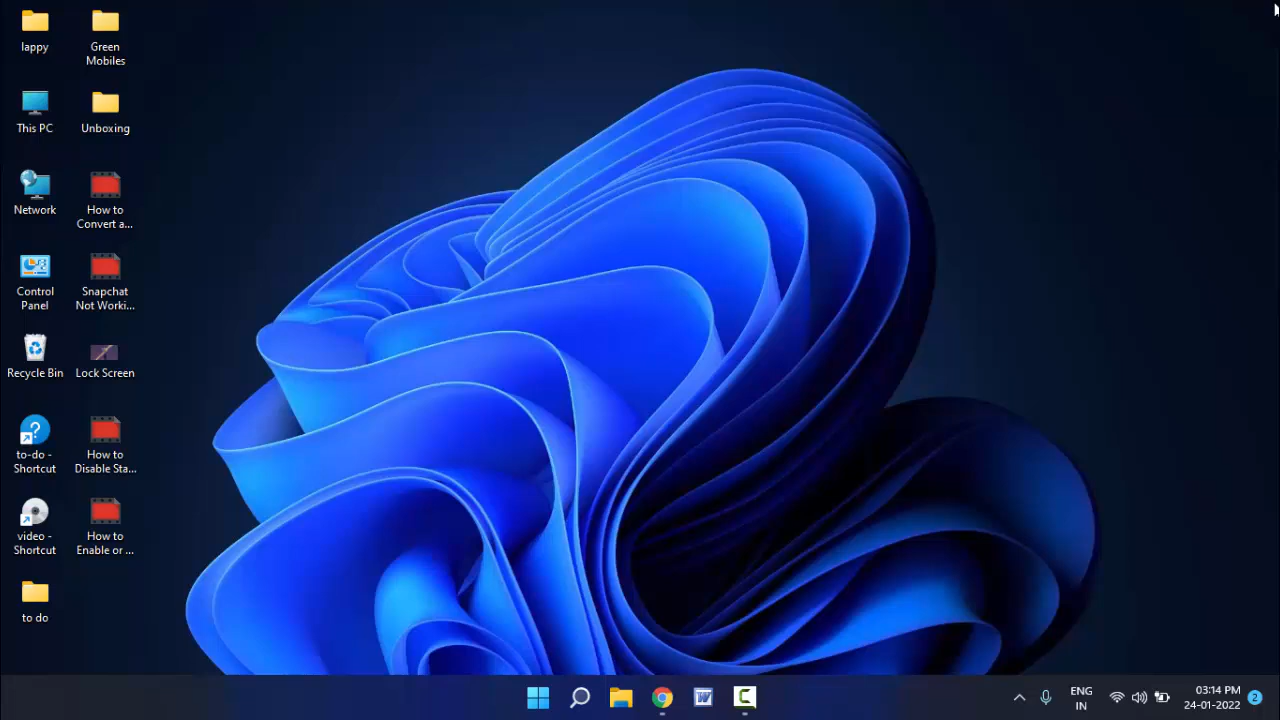 lappy
Green
Mobiles
This PC
Unboxing
Network
How to
Convert a...
Control
Panel
Snapchat
Not Worki...
Recycle Bin
Lock Screen
to-do -
Shortcut
How to
Disable Sta...
video -
Shortcut
How to
Enable or ...
to do
ENG
IN
03:14 PM
24-01-2022
2